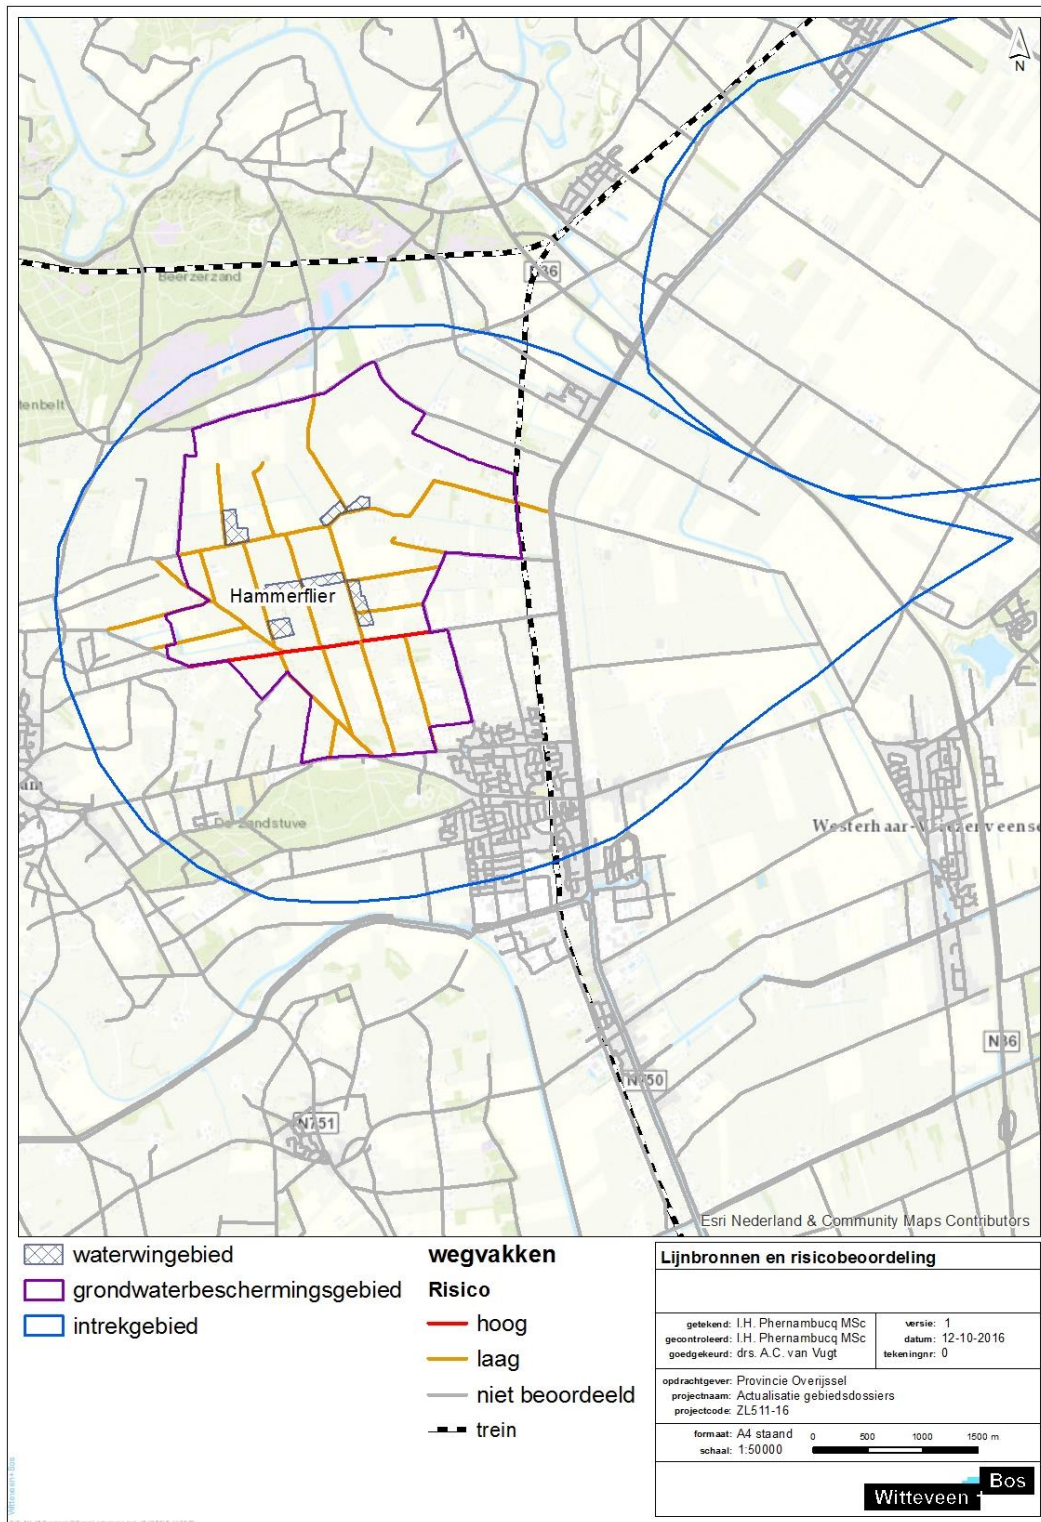 N
N36
Beerzerzand
Hammerflier
De Zandstuve
N36
N751
Esri Nederland & Community Maps Contributors
waterwingebied
grondwaterbeschermingsgebied
intrekgebied
wegvakken
Risico
hoog
laag
niet beoordeeld
trein
Lijnbronnen en risicobeoordeling
getekend: I.H. Phernambucq MSc
gecontroleerd: I.H. Phernambucq MSc
goedgekeurd: drs. A.C. van Vugt
versie: 1
datum: 12-10-2016
tekeningnr: 0
opdrachtgever: Provincie Overijssel
projectnaam: Actualisatie gebiedsdossiers
projectcode: ZL511-16
formaat: A4 staand
schaal: 1:50000
0 500 1000 1500 m
Witteveen + Bos
Witteveen+Bos